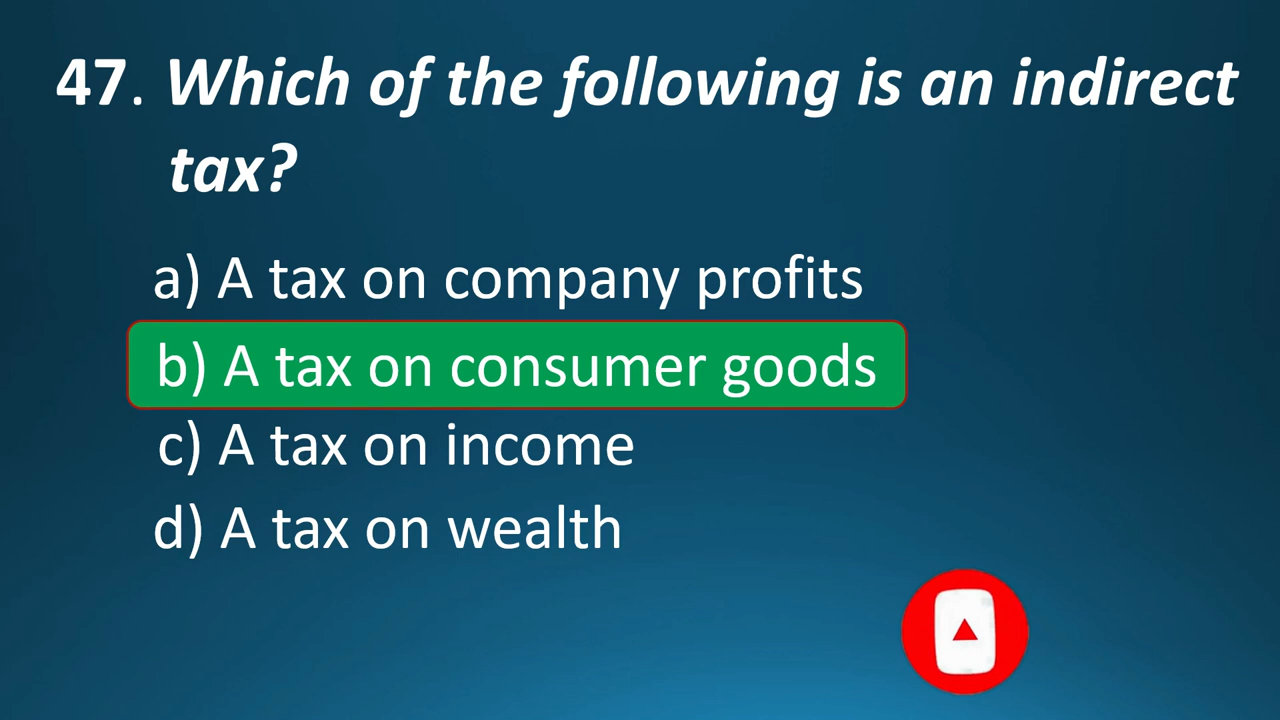 47. Which of the following is an indirect
tax?
a) A tax on company profits
b) A tax on consumer goods
c) A tax on income
d) A tax on wealth